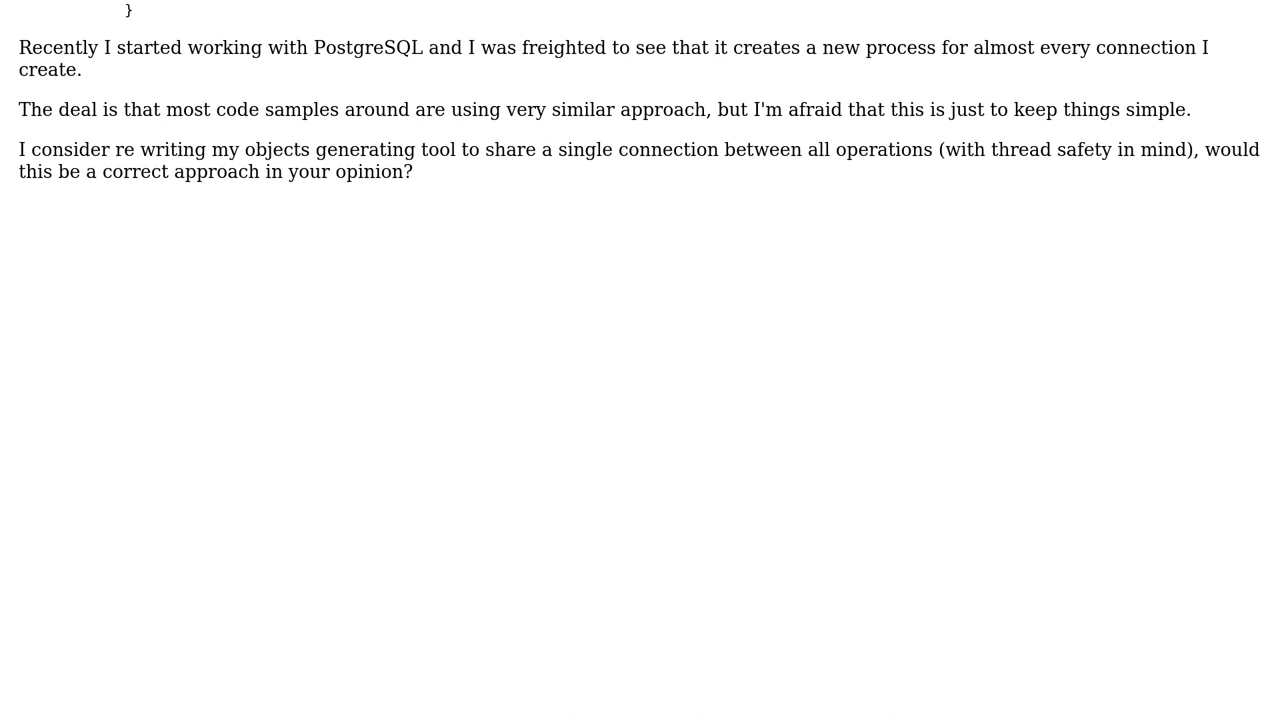 }
Recently I started working with PostgreSQL and I was freighted to see that it creates a new process for almost every connection I
create.
The deal is that most code samples around are using very similar approach, but I'm afraid that this is just to keep things simple.
I consider re writing my objects generating tool to share a single connection between all operations (with thread safety in mind), would
this be a correct approach in your opinion?